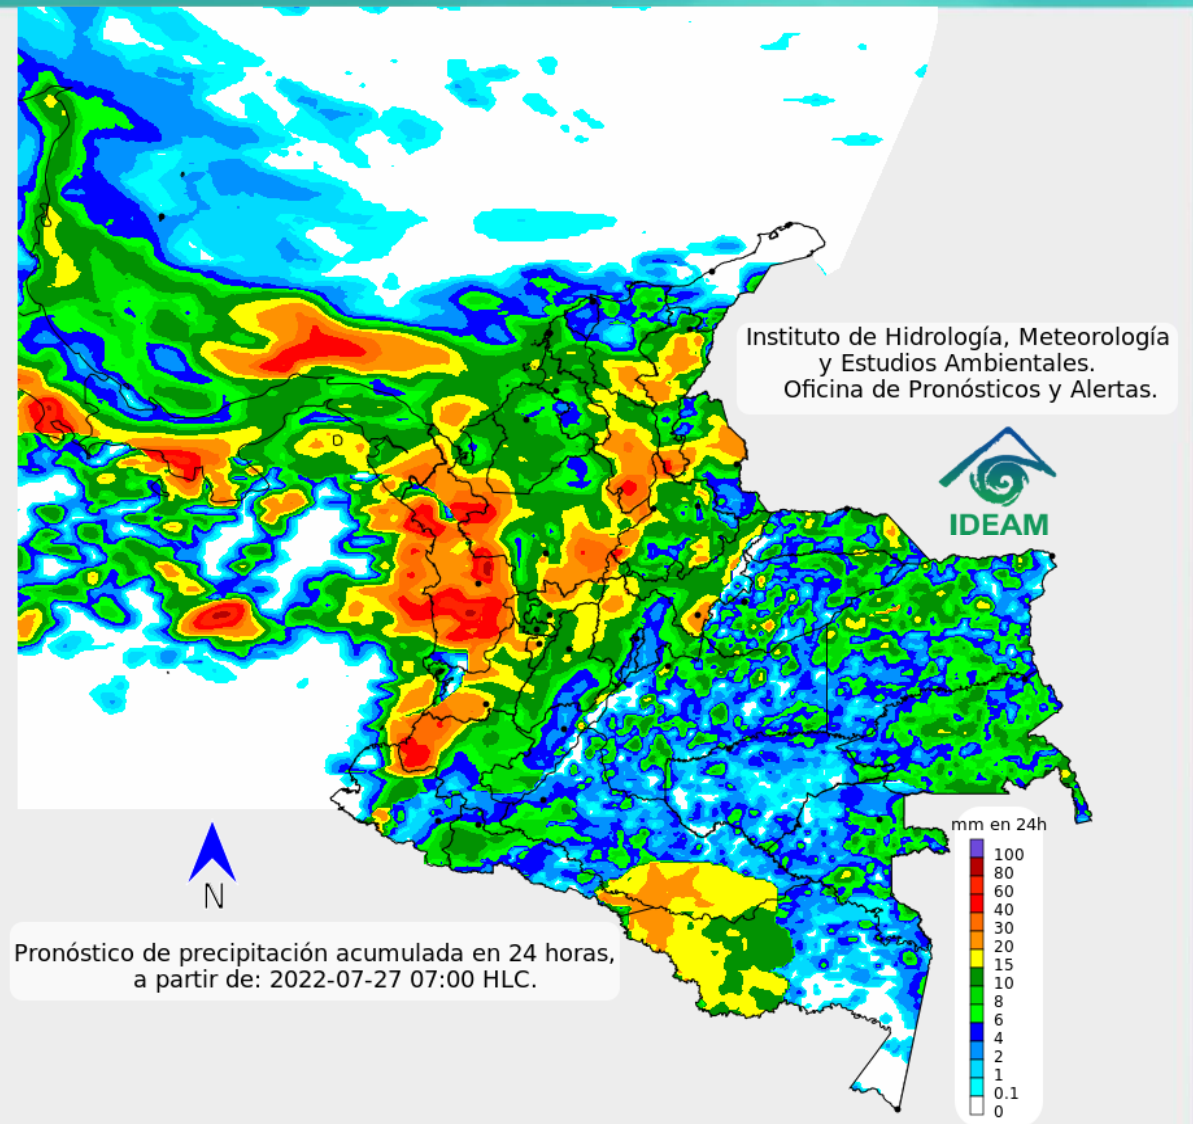 Instituto de Hidrología, Meteorología
y Estudios Ambientales.
Oficina de Pronósticos y Alertas.
IDEAM
mm en 24h
100
80
60
40
30
20
15
10
8
6
4
2
1
0.1
0
N
Pronóstico de precipitación acumulada en 24 horas,
a partir de: 2022-07-27 07:00 HLC.